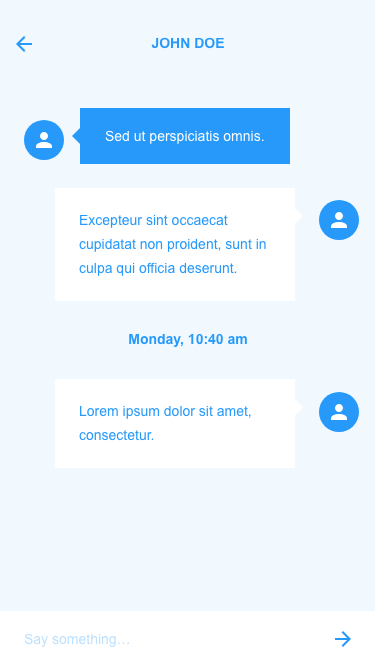 JOHN DOE
Sed ut perspiciatis omnis.
Excepteur sint occaecat
cupidatat non proident, sunt in
culpa qui officia deserunt.
Monday, 10:40 am
Lorem ipsum dolor sit amet,
consectetur.
Say something…